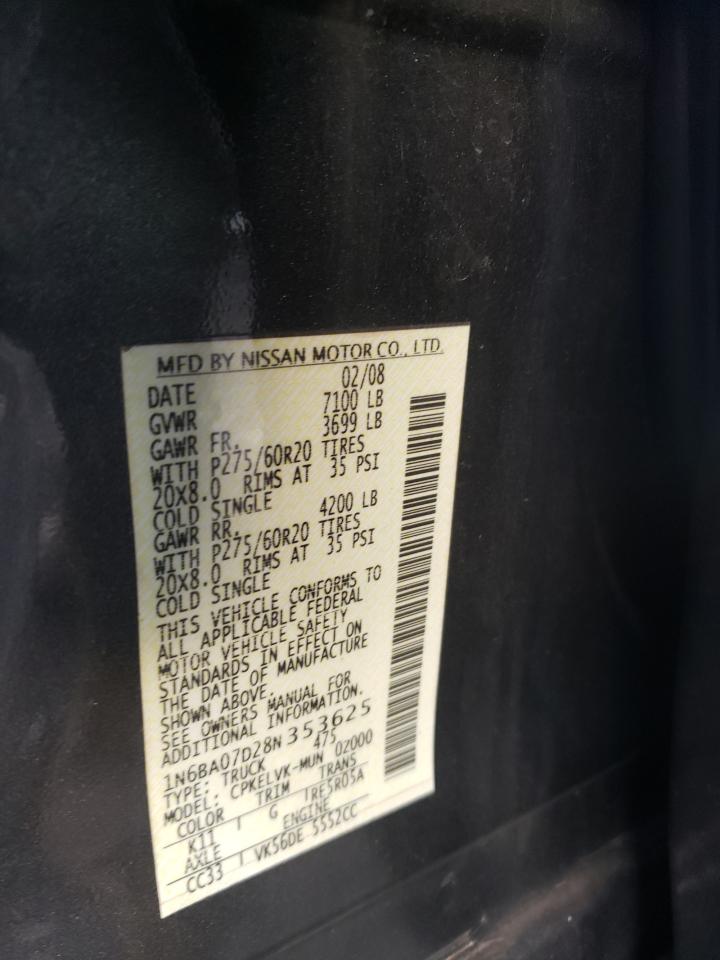 MFD BY NISSAN MOTOR CO., LTD.
DATE 02/08
GVWR 7100 LB
GAWR FR. 3699 LB
WITH P275/60R20 TIRES
20X8.0 RIMS AT 35 PSI
COLD SINGLE
GAWR RR. 4200 LB
WITH P275/60R20 TIRES
20X8.0 RIMS AT 35 PSI
COLD SINGLE
THIS VEHICLE CONFORMS TO
ALL APPLICABLE FEDERAL
MOTOR VEHICLE SAFETY
STANDARDS IN EFFECT ON
THE DATE OF MANUFACTURE
SHOWN ABOVE.
SEE OWNERS MANUAL FOR
ADDITIONAL INFORMATION.
1N6BA07D28N353625
TYPE: TRUCK 475
MODEL: CPKELVK-MUN 02000
COLOR TRIM TRANS
K11 G RE5R05A
AXLE ENGINE
CC33 VK56DE 5552CC